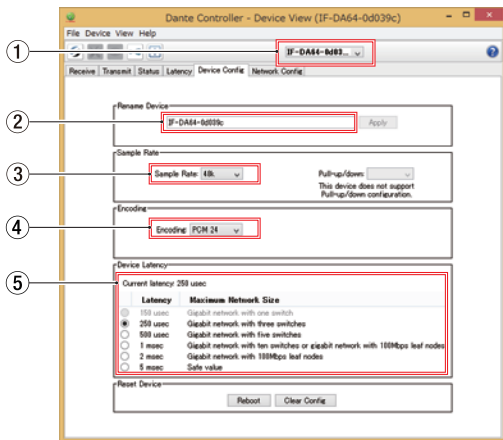 Dante Controller - Device View (IF-DA64-0d039c)
File Device View Help
1
IF-DA64-0d03...
?
Receive Transmit Status Latency Device Config Network Config
Rename Device
2
IF-DA64-0d039c
Apply
Sample Rate
3
Sample Rate: 48k
Pull-up/down:
This device does not support
Pull-up/down configuration.
Encoding
4
Encoding: PCM 24
Device Latency
5
Current latency: 250 usec
Latency Maximum Network Size
150 usec Gigabit network with one switch
250 usec Gigabit network with three switches
500 usec Gigabit network with five switches
1 msec Gigabit network with ten switches or gigabit network with 100Mbps leaf nodes
2 msec Gigabit network with 100Mbps leaf nodes
5 msec Safe value
Reset Device
Reboot Clear Config